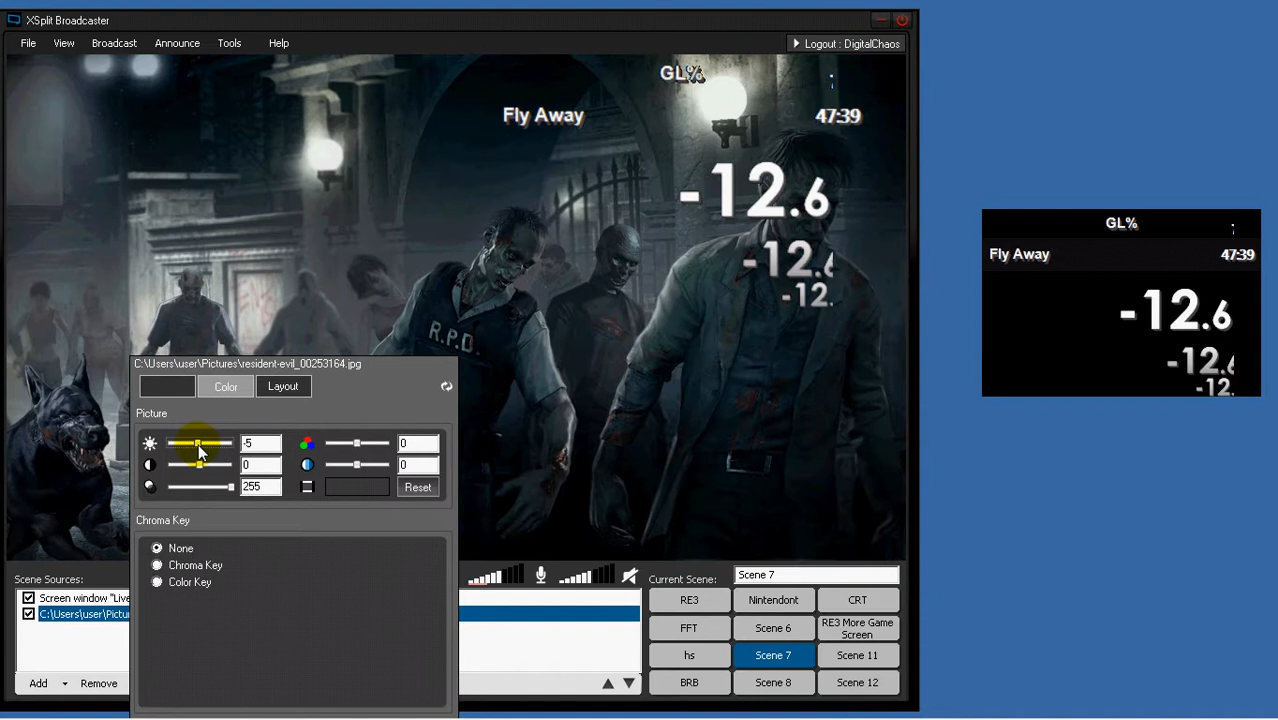 XSplit Broadcaster
File View Broadcast Announce Tools Help
Logout : DigitalChaos
GL%
Fly Away 47:39
-12.6
-12.6
-12.
R.P.D.
GL%
Fly Away 47:39
-12.6
-12.6
-12.
C:\Users\user\Pictures\resident-evil_00253164.jpg
Color Layout
Picture
-5 0
0 0
255 Reset
Chroma Key
None
Chroma Key
Color Key
Scene Sources:
Screen window "Live
C:\Users\user\Pictu
Add Remove
Current Scene: Scene 7
RE3 Nintendont CRT
FFT Scene 6 RE3 More Game
Screen
hs Scene 7 Scene 11
BRB Scene 8 Scene 12